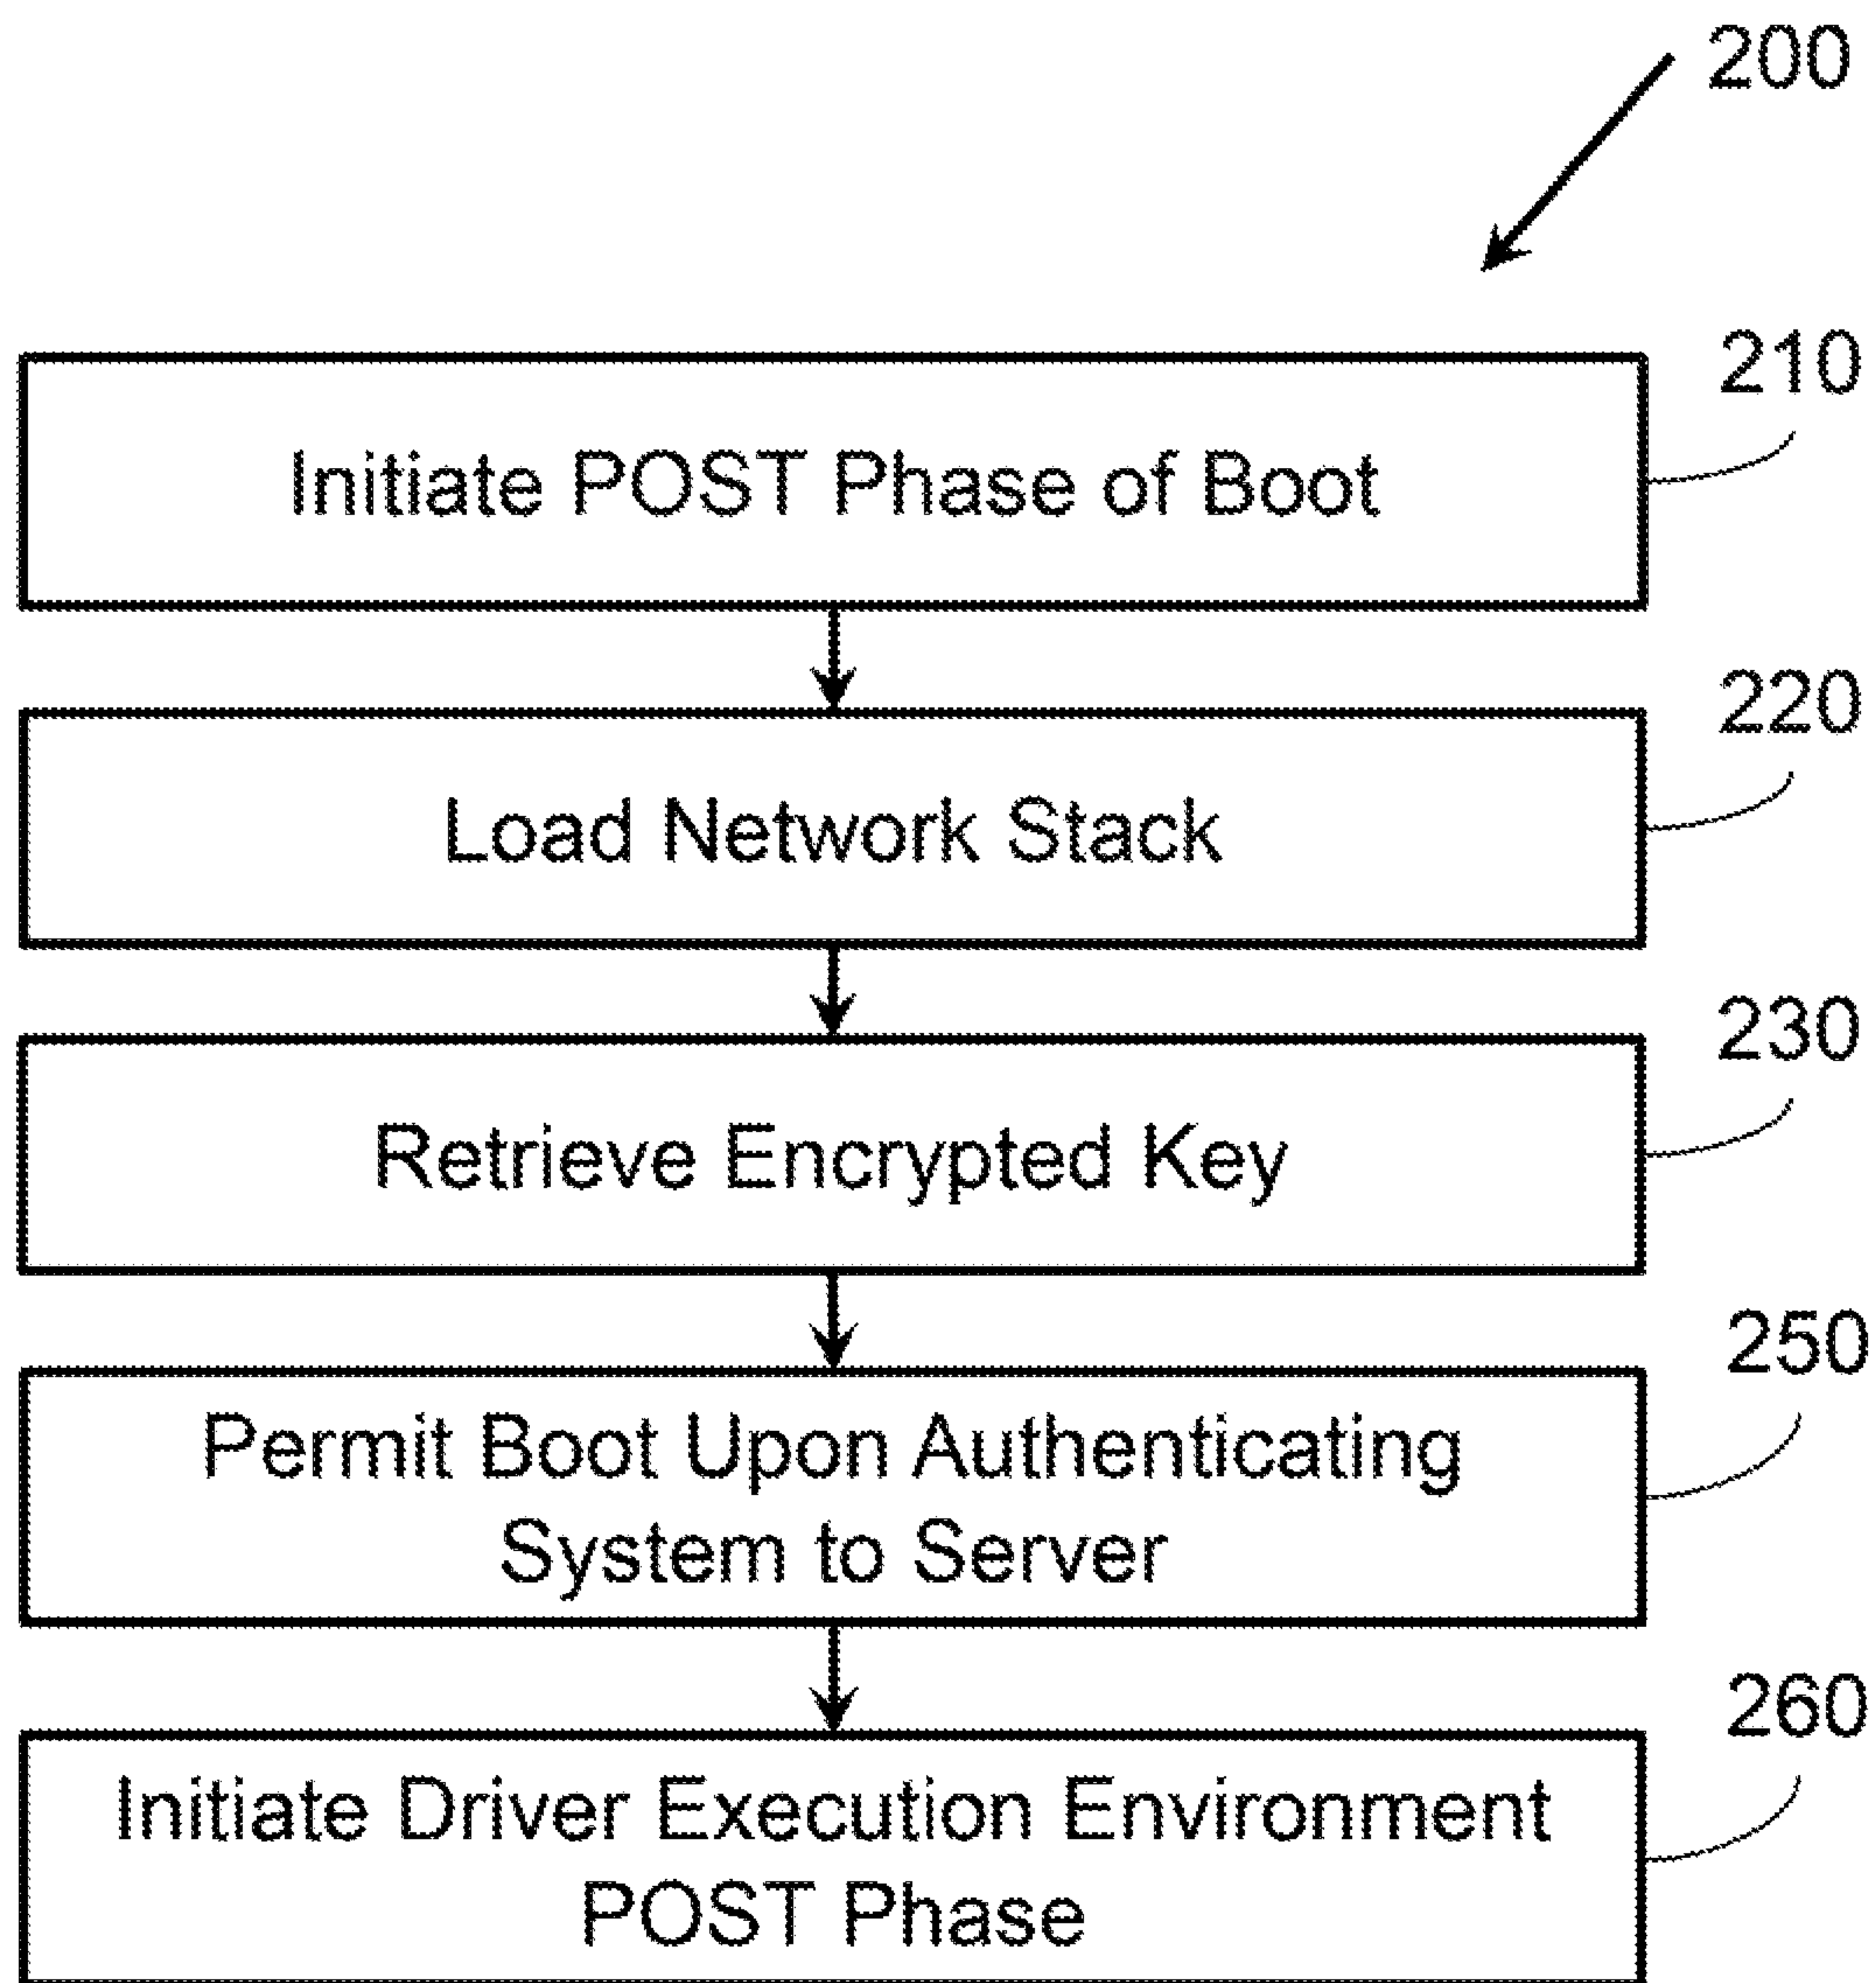 200
210
Initiate POST Phase of Boot
220
Load Network Stack
230
Retrieve Encrypted Key
250
Permit Boot Upon Authenticating
System to Server
260
Initiate Driver Execution Environment
POST Phase